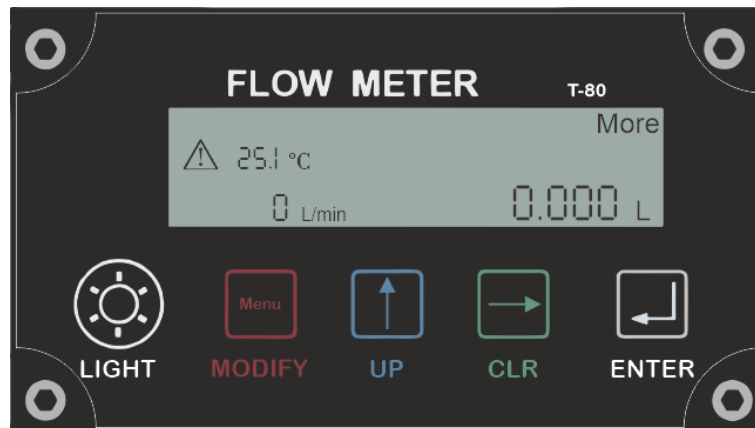 FLOW METER T-80
More
25.1 °C
0 L/min 0.000 L
Menu
LIGHT MODIFY UP CLR ENTER